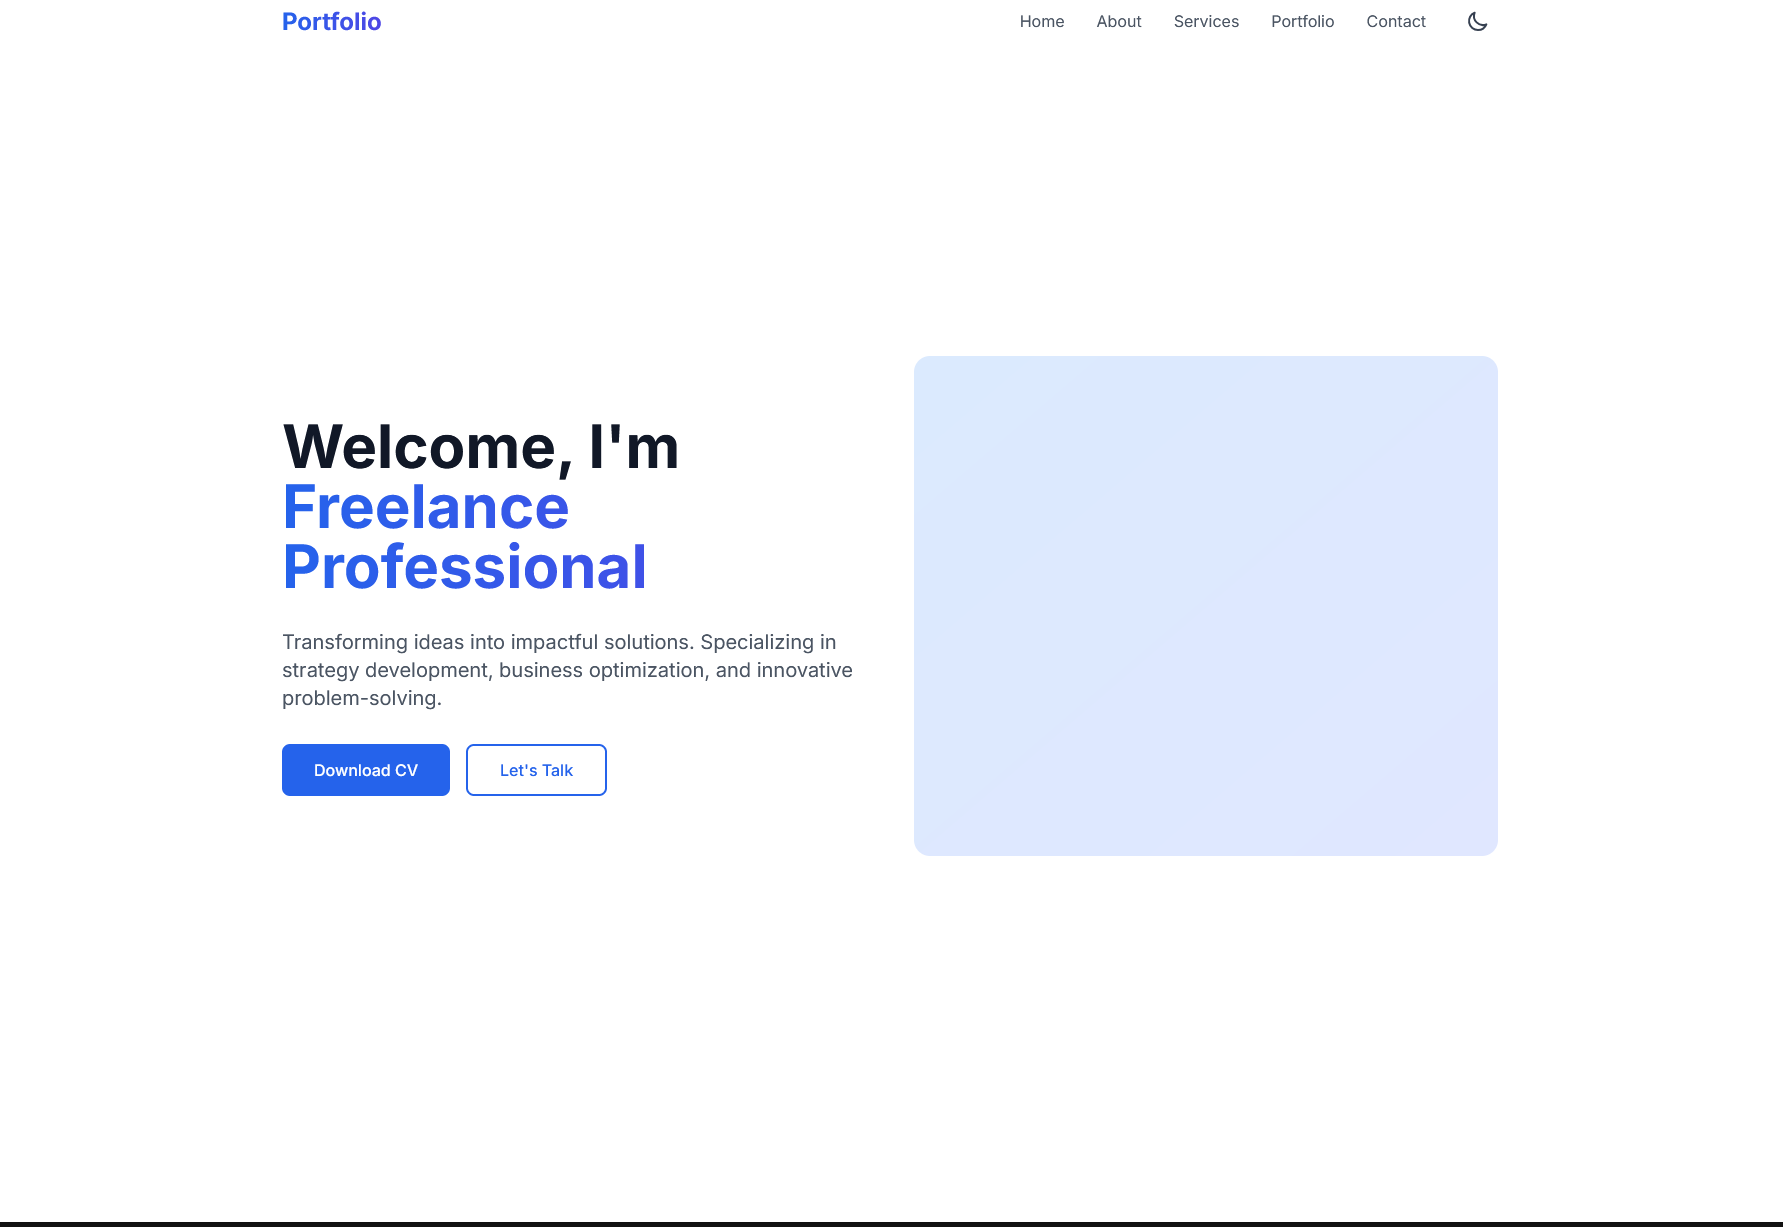 Portfolio
Home About Services Portfolio Contact
Welcome, I'm
Freelance
Professional
Transforming ideas into impactful solutions. Specializing in
strategy development, business optimization, and innovative
problem-solving.
Download CV Let's Talk